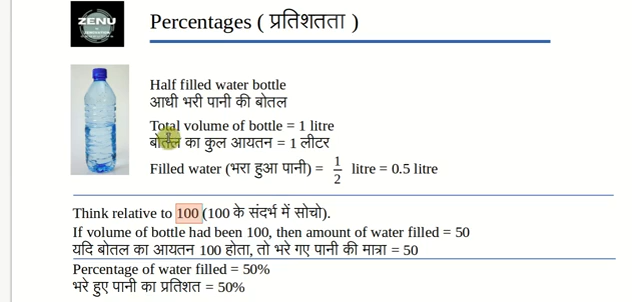 ZENU
Percentages ( प्रतिशतता )
Half filled water bottle
आधी भरी पानी की बोतल
Total volume of bottle = 1 litre
बोतल का कुल आयतन = 1 लीटर
Filled water (भरा हुआ पानी) = 1/2 litre = 0.5 litre
Think relative to 100 (100 के संदर्भ में सोचो).
If volume of bottle had been 100, then amount of water filled = 50
यदि बोतल का आयतन 100 होता, तो भरे गए पानी की मात्रा = 50
Percentage of water filled = 50%
भरे हुए पानी का प्रतिशत = 50%